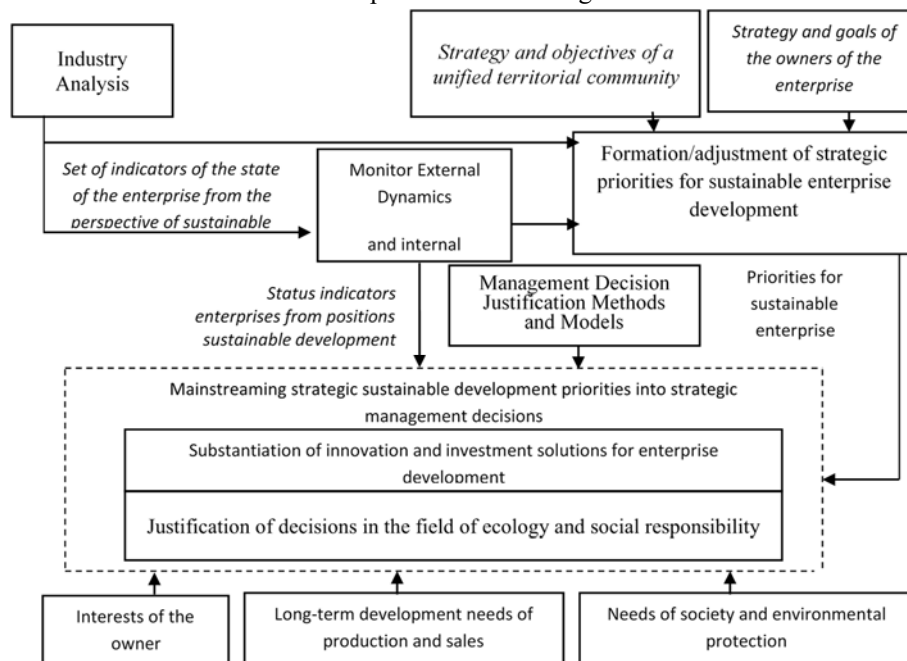 Industry
Analysis
Strategy and objectives of a
unified territorial community
Strategy and goals of
the owners of the
enterprise
Set of indicators of the state
of the enterprise from the
perspective of sustainable
Monitor External
Dynamics
and internal
Formation/adjustment of strategic
priorities for sustainable enterprise
development
Status indicators
enterprises from positions
sustainable development
Management Decision
Justification Methods
and Models
Priorities for
sustainable
enterprise
Mainstreaming strategic sustainable development priorities into strategic
management decisions
Substantiation of innovation and investment solutions for enterprise
development
Justification of decisions in the field of ecology and social responsibility
Interests of the
owner
Long-term development needs of
production and sales
Needs of society and environmental
protection